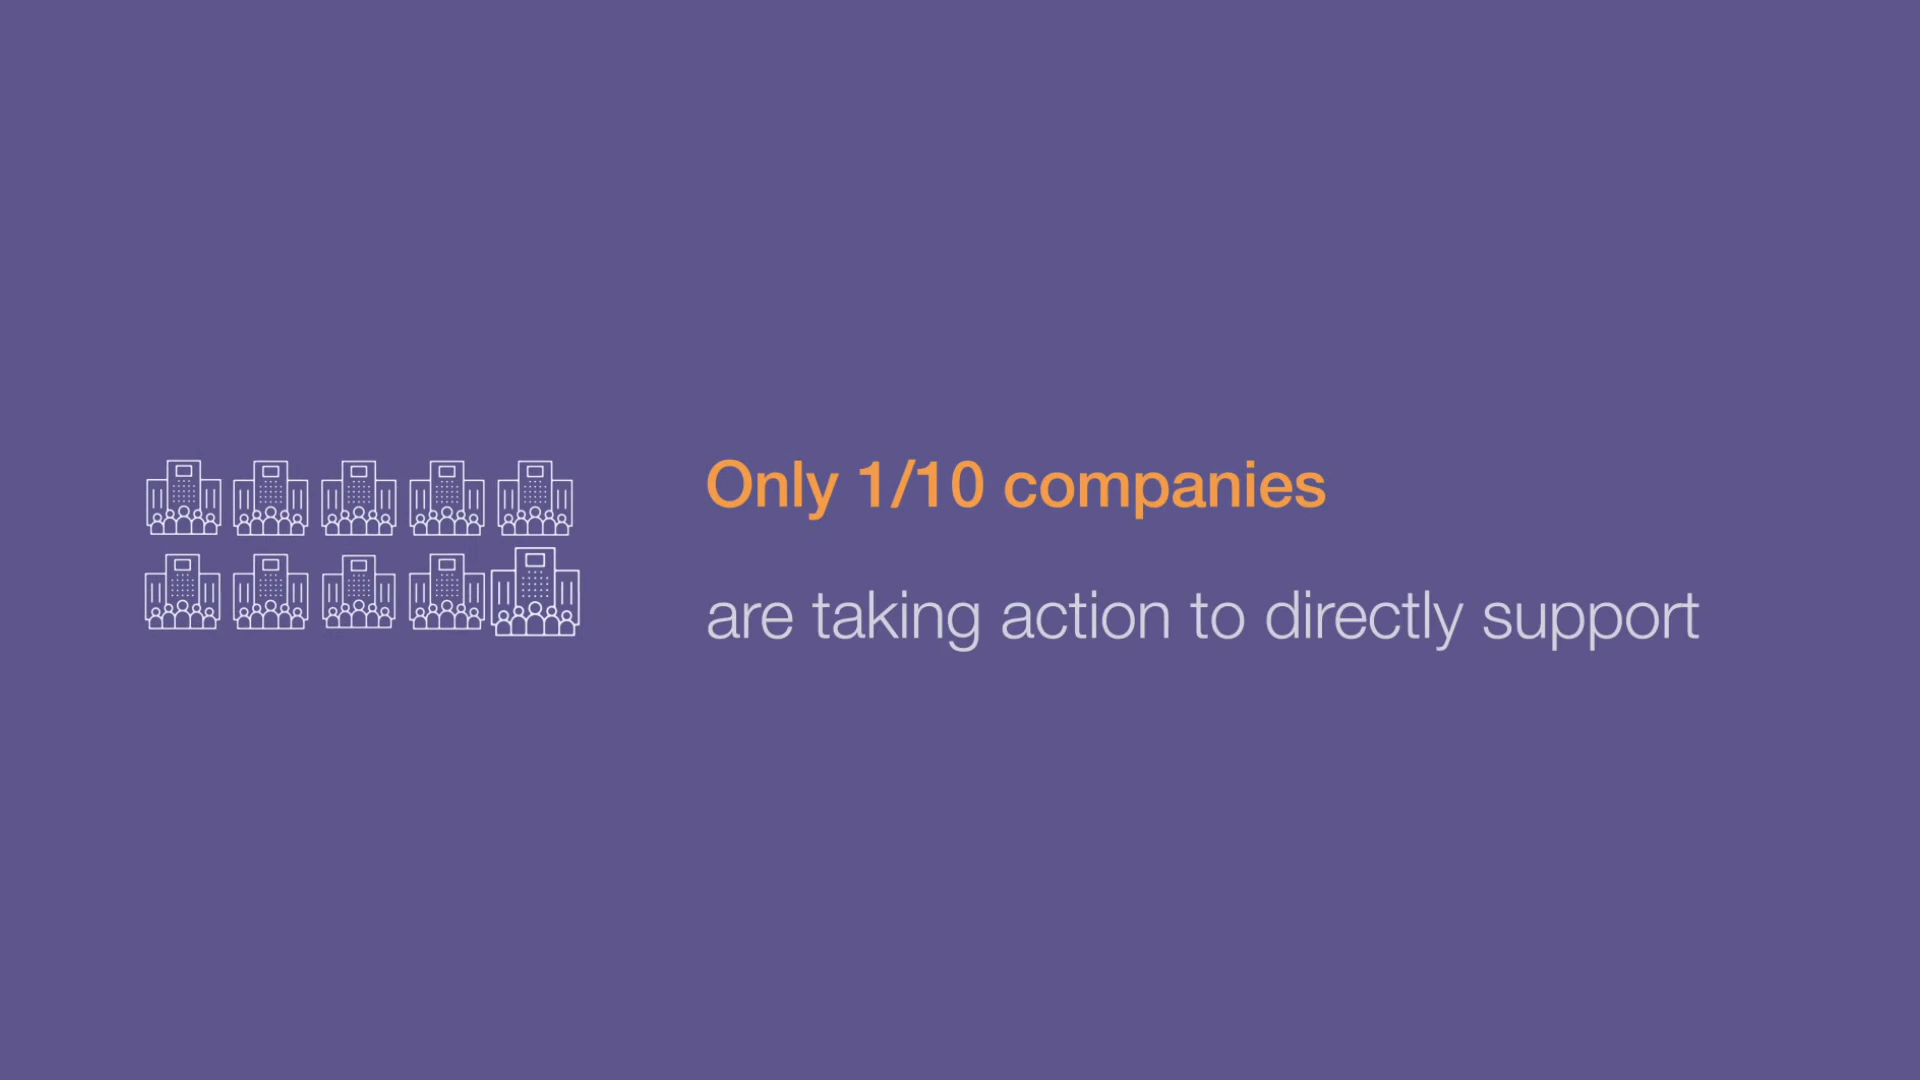 Only 1/10 companies
are taking action to directly support